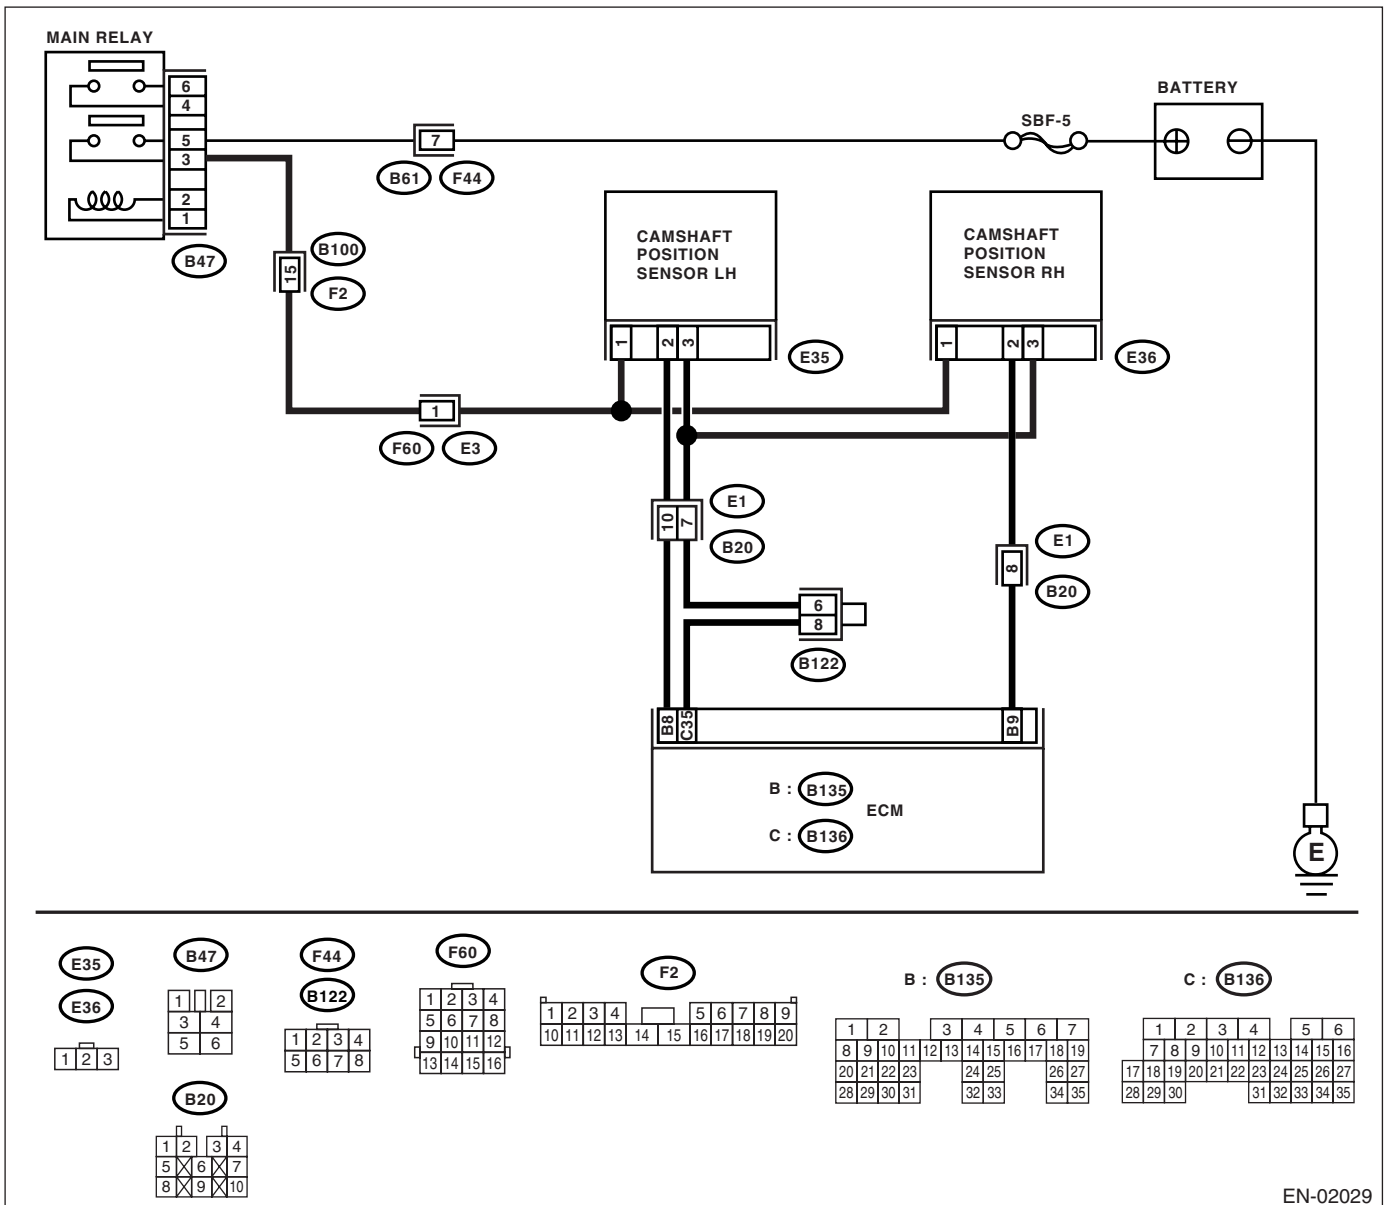 MAIN RELAY
6
4
5
3
2
1
B47
7
B61 F44
SBF-5
BATTERY
15
B100
F2
CAMSHAFT
POSITION
SENSOR LH
1 2 3
E35
CAMSHAFT
POSITION
SENSOR RH
1 2 3
E36
1
F60 E3
10 7
E1
B20
8
E1
B20
6
8
B122
B8 C35 B9
B : B135
ECM
C : B136
E
E35
E36
1 2 3
B47
1 2
3 4
5 6
B20
1 2 3 4
5 6 7
8 9 10
F44
B122
1 2 3 4
5 6 7 8
F60
1 2 3 4
5 6 7 8
9 10 11 12
13 14 15 16
F2
1 2 3 4 5 6 7 8 9
10 11 12 13 14 15 16 17 18 19 20
B : B135
1 2 3 4 5 6 7
8 9 10 11 12 13 14 15 16 17 18 19
20 21 22 23 24 25 26 27
28 29 30 31 32 33 34 35
C : B136
1 2 3 4 5 6
7 8 9 10 11 12 13 14 15 16
17 18 19 20 21 22 23 24 25 26 27
28 29 30 31 32 33 34 35
EN-02029